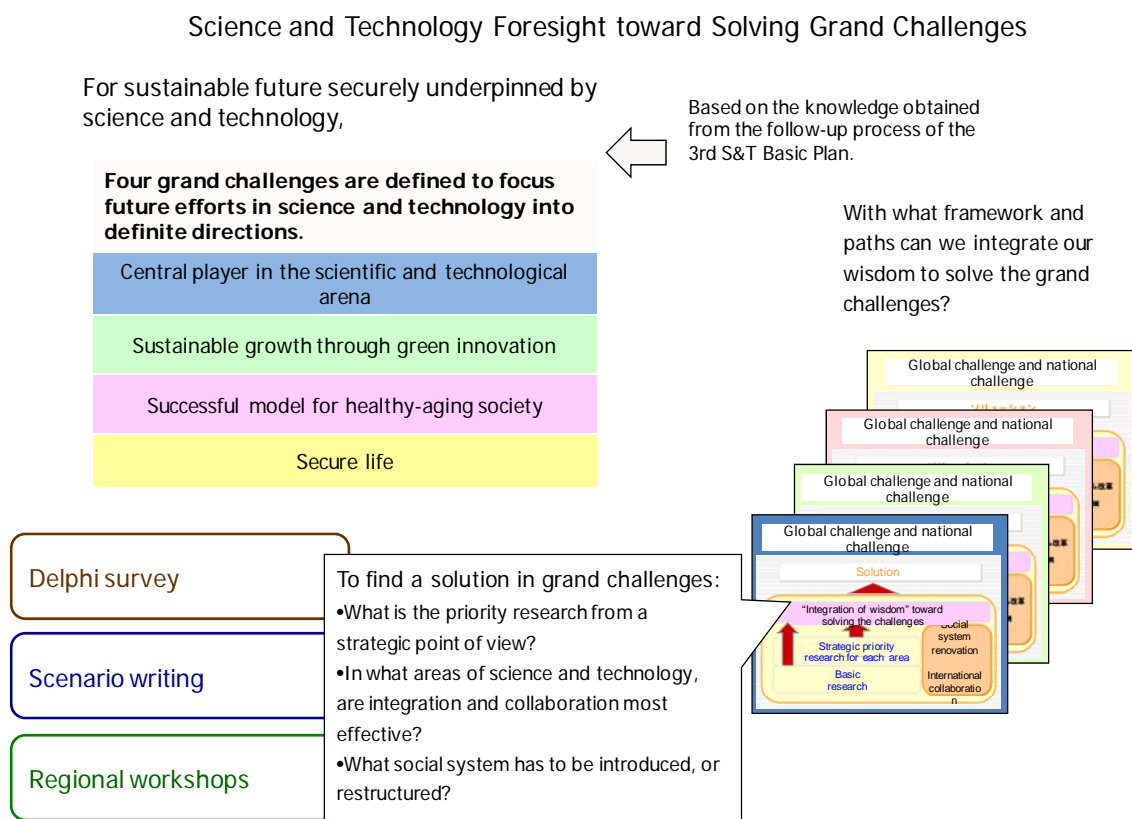 Science and Technology Foresight toward Solving Grand Challenges
For sustainable future securely underpinned by
science and technology,
Based on the knowledge obtained
from the follow-up process of the
3rd S&T Basic Plan.
Four grand challenges are defined to focus
future efforts in science and technology into
definite directions.
Central player in the scientific and technological
arena
Sustainable growth through green innovation
Successful model for healthy-aging society
Secure life
With what framework and
paths can we integrate our
wisdom to solve the grand
challenges?
Global challenge and national
challenge
ソリューション
Global challenge and national
challenge
Global challenge and national
challenge
Global challenge and national
challenge
Solution
"Integration of wisdom" toward
solving the challenges
Strategic priority
research for each area
Basic
research
Social
system
renovation
International
collaboratio
n
Delphi survey
Scenario writing
Regional workshops
To find a solution in grand challenges:
•What is the priority research from a
strategic point of view?
•In what areas of science and technology,
are integration and collaboration most
effective?
•What social system has to be introduced, or
restructured?